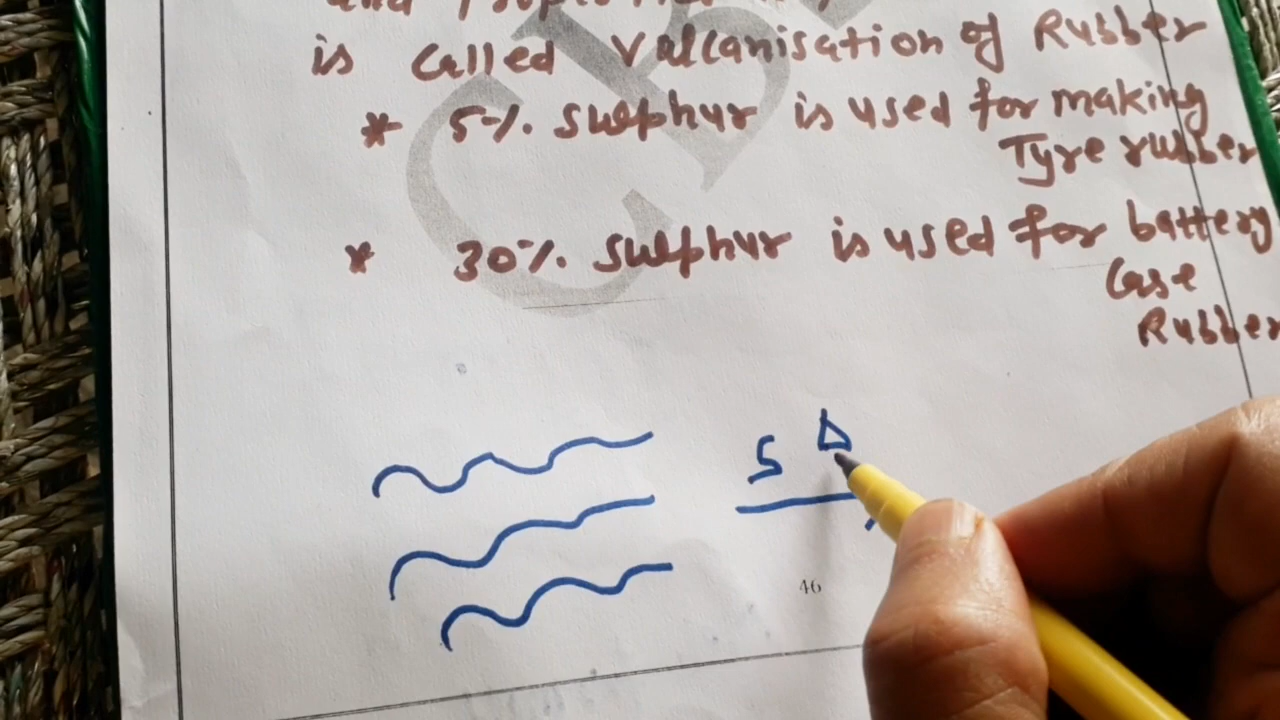 is called Vulcanisation of Rubber
* 5%. sulphur is used for making
Tyre rubber
* 30%. sulphur is used for battery
Case
Rubber
S Δ
46